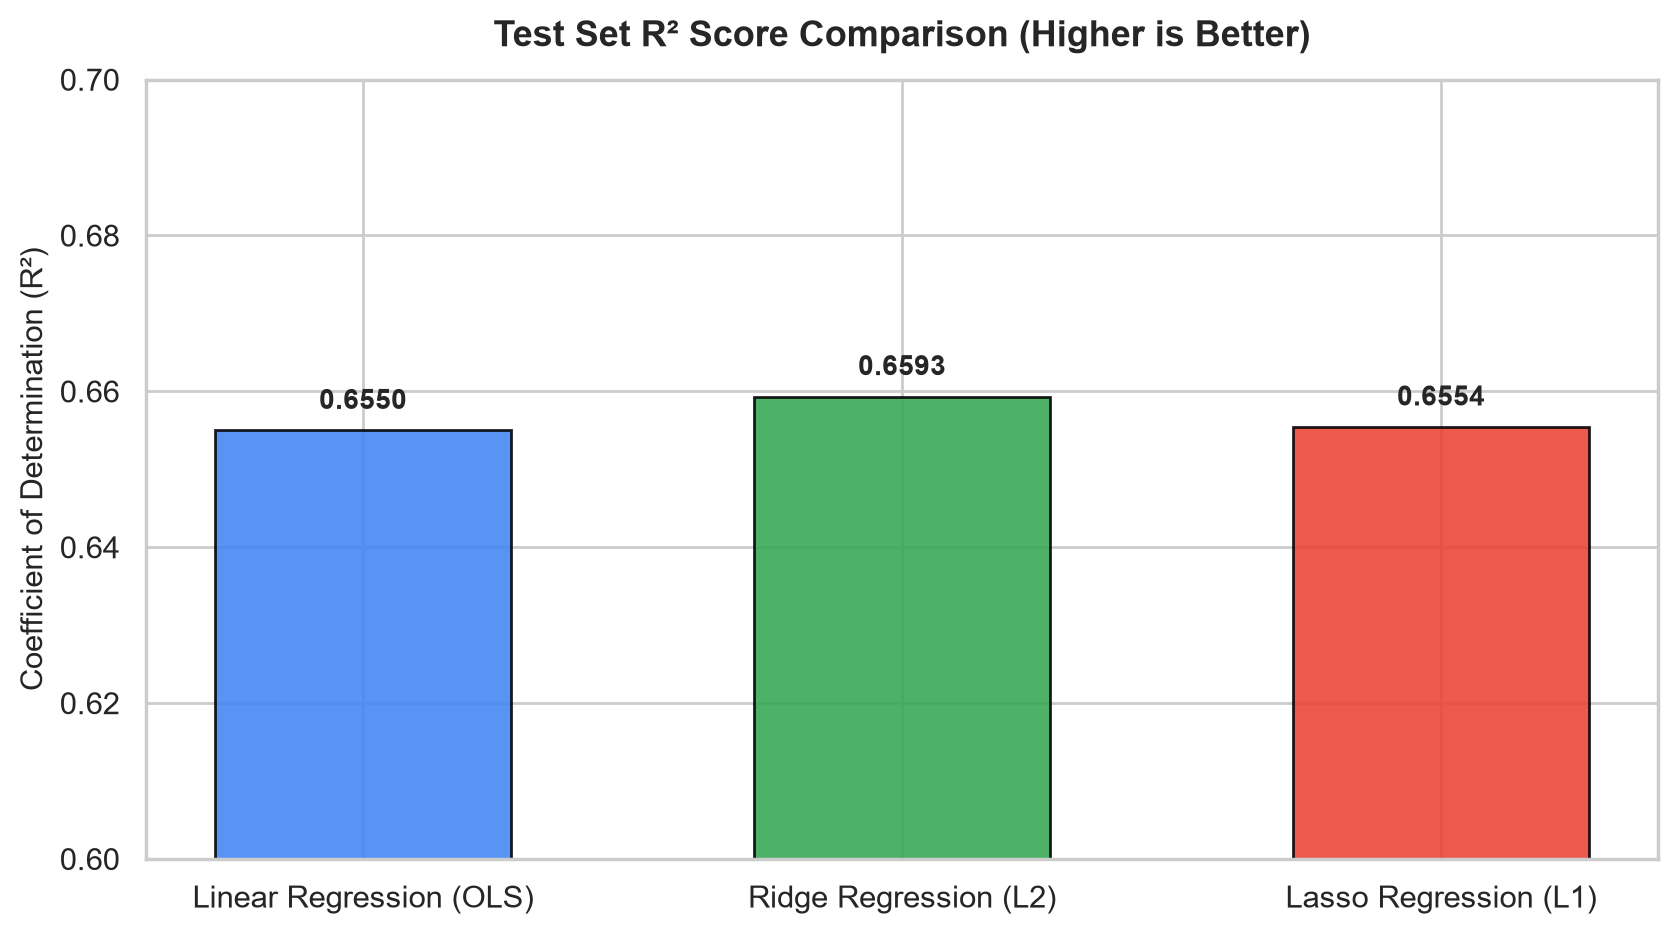 Test Set R² Score Comparison (Higher is Better)
Coefficient of Determination (R²)
0.70
0.68
0.66
0.64
0.62
0.60
0.6550
0.6593
0.6554
Linear Regression (OLS)
Ridge Regression (L2)
Lasso Regression (L1)